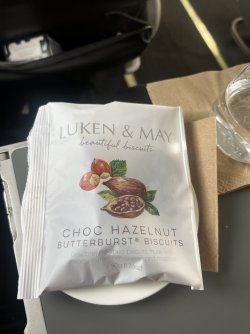 LUKEN & MAY
beautiful biscuits
CHOC HAZELNUT
BUTTERBURST® BISCUITS